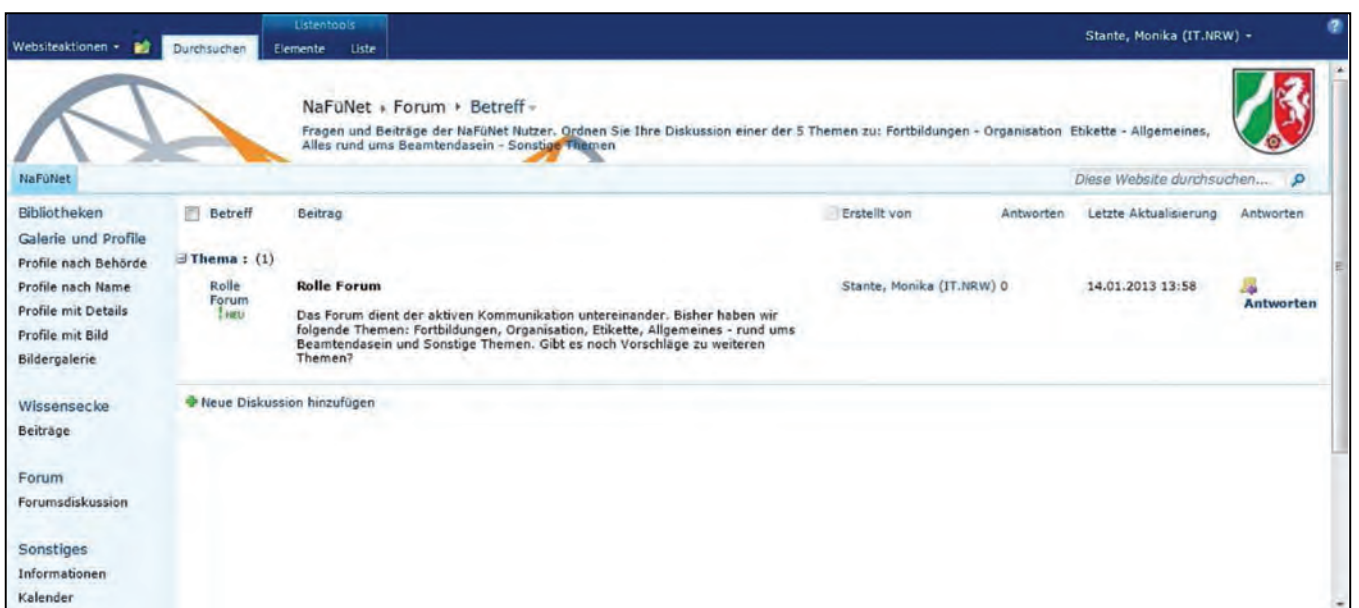 Listentools
Websiteaktionen
Durchsuchen
Elemente
Liste
Stante, Monika (IT.NRW)
NaFüNet ▸ Forum ▸ Betreff
Fragen und Beiträge der NaFüNet Nutzer. Ordnen Sie Ihre Diskussion einer der 5 Themen zu: Fortbildungen - Organisation Etikette - Allgemeines,
Alles rund ums Beamtendasein - Sonstige Themen
NaFüNet
Diese Website durchsuchen...
Bibliotheken
Galerie und Profile
Profile nach Behörde
Profile nach Name
Profile mit Details
Profile mit Bild
Bildergalerie
Wissensecke
Beiträge
Forum
Forumsdiskussion
Sonstiges
Informationen
Kalender
Betreff Beitrag Erstellt von Antworten Letzte Aktualisierung Antworten
Thema : (1)
Rolle
Forum
NEU
Rolle Forum
Das Forum dient der aktiven Kommunikation untereinander. Bisher haben wir
folgende Themen: Fortbildungen, Organisation, Etikette, Allgemeines - rund ums
Beamtendasein und Sonstige Themen. Gibt es noch Vorschläge zu weiteren
Themen?
Stante, Monika (IT.NRW) 0
14.01.2013 13:58
Antworten
Neue Diskussion hinzufügen